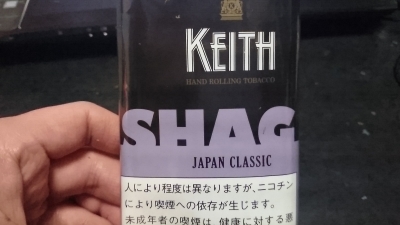 KEITH
HAND ROLLING TOBACCO
SHAG
JAPAN CLASSIC
人により程度は異なりますが、ニコチン
により喫煙への依存が生じます。
未成年者の喫煙は、健康に対する悪